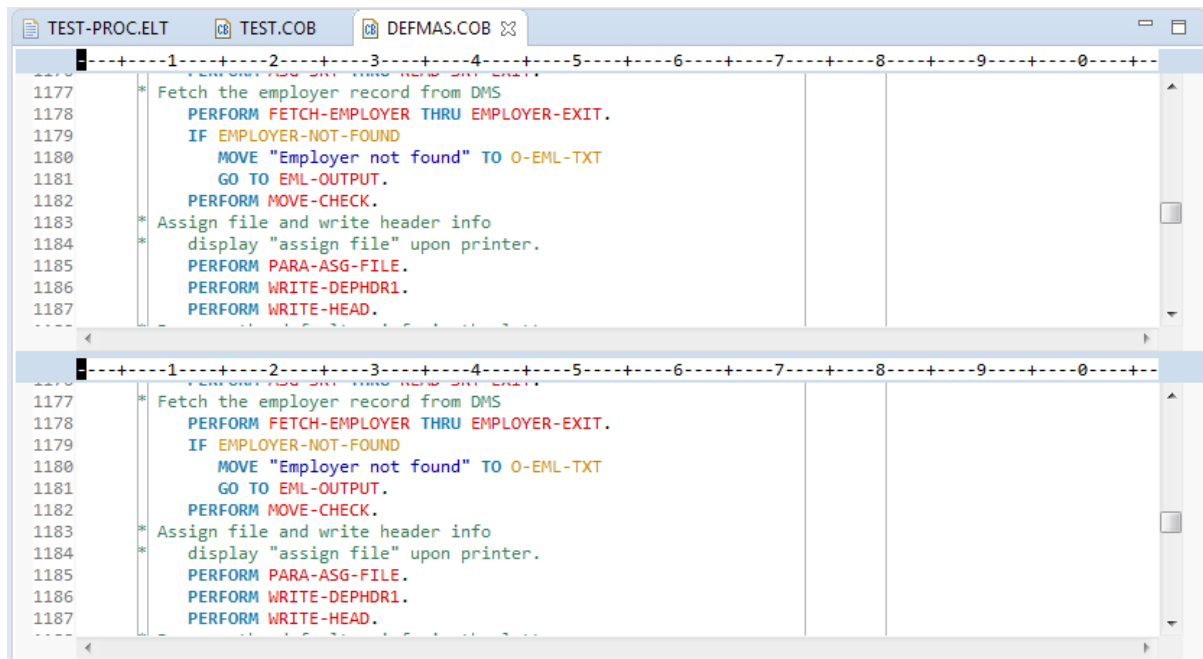 TEST-PROC.ELT TEST.COB DEFMAS.COB
----+----1----+----2----+----3----+----4----+----5----+----6----+----7----+----8----+----9----+----0----+--
1177 * Fetch the employer record from DMS
1178 PERFORM FETCH-EMPLOYER THRU EMPLOYER-EXIT.
1179 IF EMPLOYER-NOT-FOUND
1180 MOVE "Employer not found" TO O-EML-TXT
1181 GO TO EML-OUTPUT.
1182 PERFORM MOVE-CHECK.
1183 * Assign file and write header info
1184 * display "assign file" upon printer.
1185 PERFORM PARA-ASG-FILE.
1186 PERFORM WRITE-DEPHDR1.
1187 PERFORM WRITE-HEAD.
----+----1----+----2----+----3----+----4----+----5----+----6----+----7----+----8----+----9----+----0----+--
1177 * Fetch the employer record from DMS
1178 PERFORM FETCH-EMPLOYER THRU EMPLOYER-EXIT.
1179 IF EMPLOYER-NOT-FOUND
1180 MOVE "Employer not found" TO O-EML-TXT
1181 GO TO EML-OUTPUT.
1182 PERFORM MOVE-CHECK.
1183 * Assign file and write header info
1184 * display "assign file" upon printer.
1185 PERFORM PARA-ASG-FILE.
1186 PERFORM WRITE-DEPHDR1.
1187 PERFORM WRITE-HEAD.